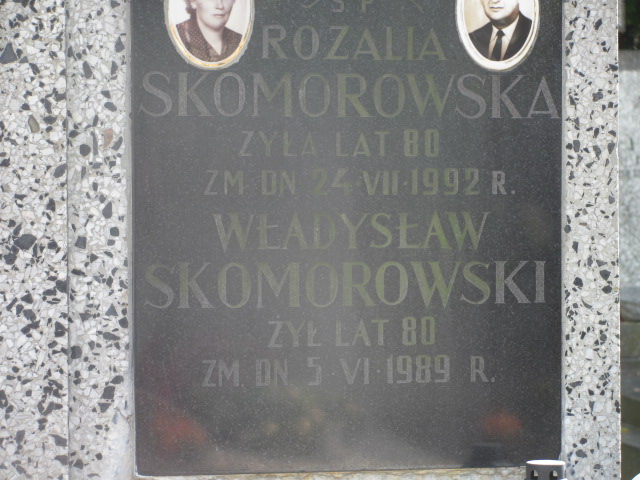 ŚP
ROZALIA
SKOMOROWSKA
ŻYŁA LAT 80
ZM. DN 24·VII·1992 R.
WŁADYSŁAW
SKOMOROWSKI
ŻYŁ LAT 80
ZM. DN 5·VI·1989 R.